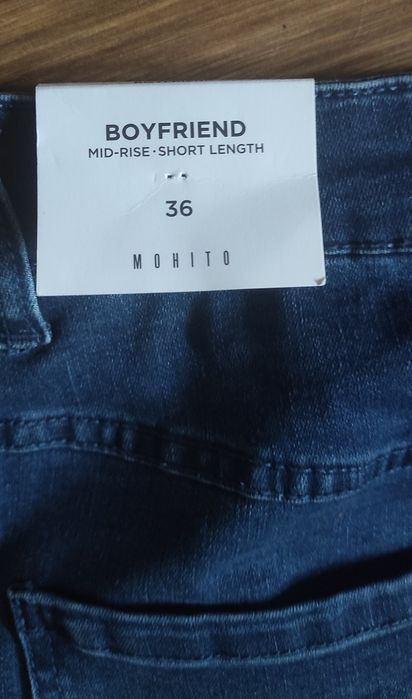 BOYFRIEND
MID-RISE·SHORT LENGTH
36
MOHITO